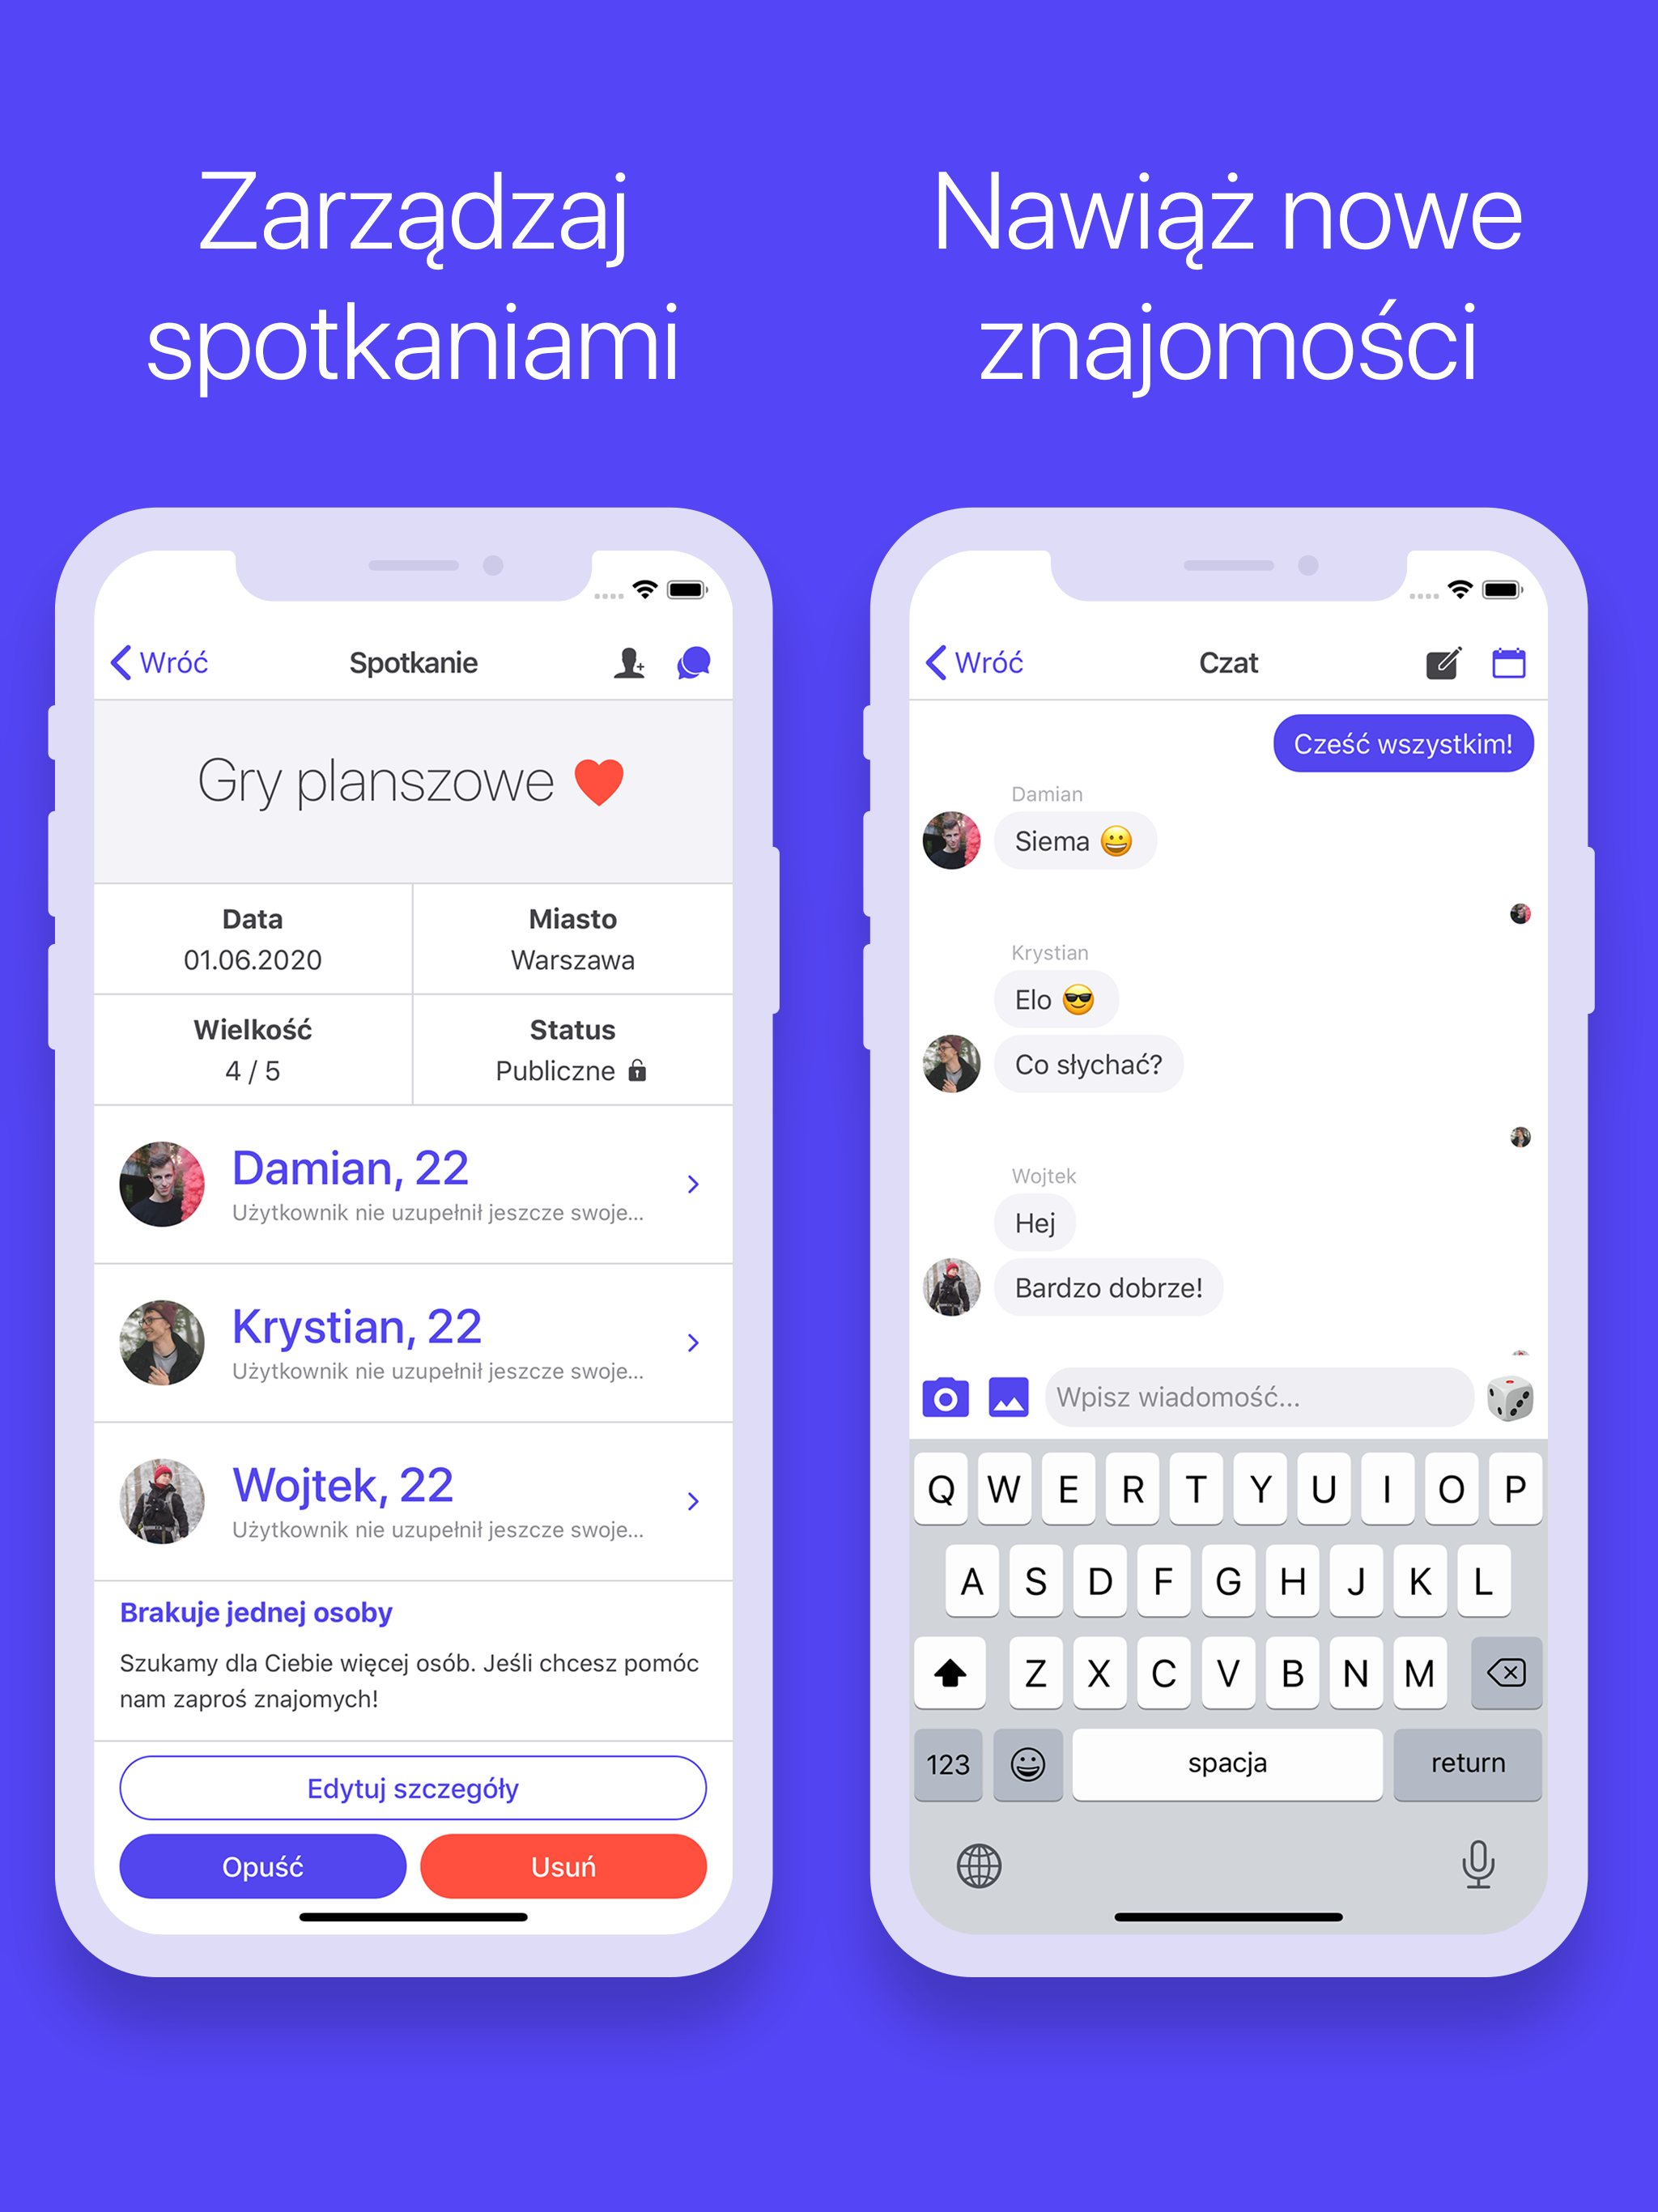 Zarządzaj
spotkaniami
Nawiąż nowe
znajomości
Wróć
Spotkanie
Gry planszowe ❤️
Data
01.06.2020
Miasto
Warszawa
Wielkość
4 / 5
Status
Publiczne
Damian, 22
Użytkownik nie uzupełnił jeszcze swoje...
Krystian, 22
Użytkownik nie uzupełnił jeszcze swoje...
Wojtek, 22
Użytkownik nie uzupełnił jeszcze swoje...
Brakuje jednej osoby
Szukamy dla Ciebie więcej osób. Jeśli chcesz pomóc
nam zaproś znajomych!
Edytuj szczegóły
Opuść
Usuń
Wróć
Czat
Cześć wszystkim!
Damian
Siema 😀
Krystian
Elo 😎
Co słychać?
Wojtek
Hej
Bardzo dobrze!
Wpisz wiadomość...
Q W E R T Y U I O P
A S D F G H J K L
Z X C V B N M
123 spacja return